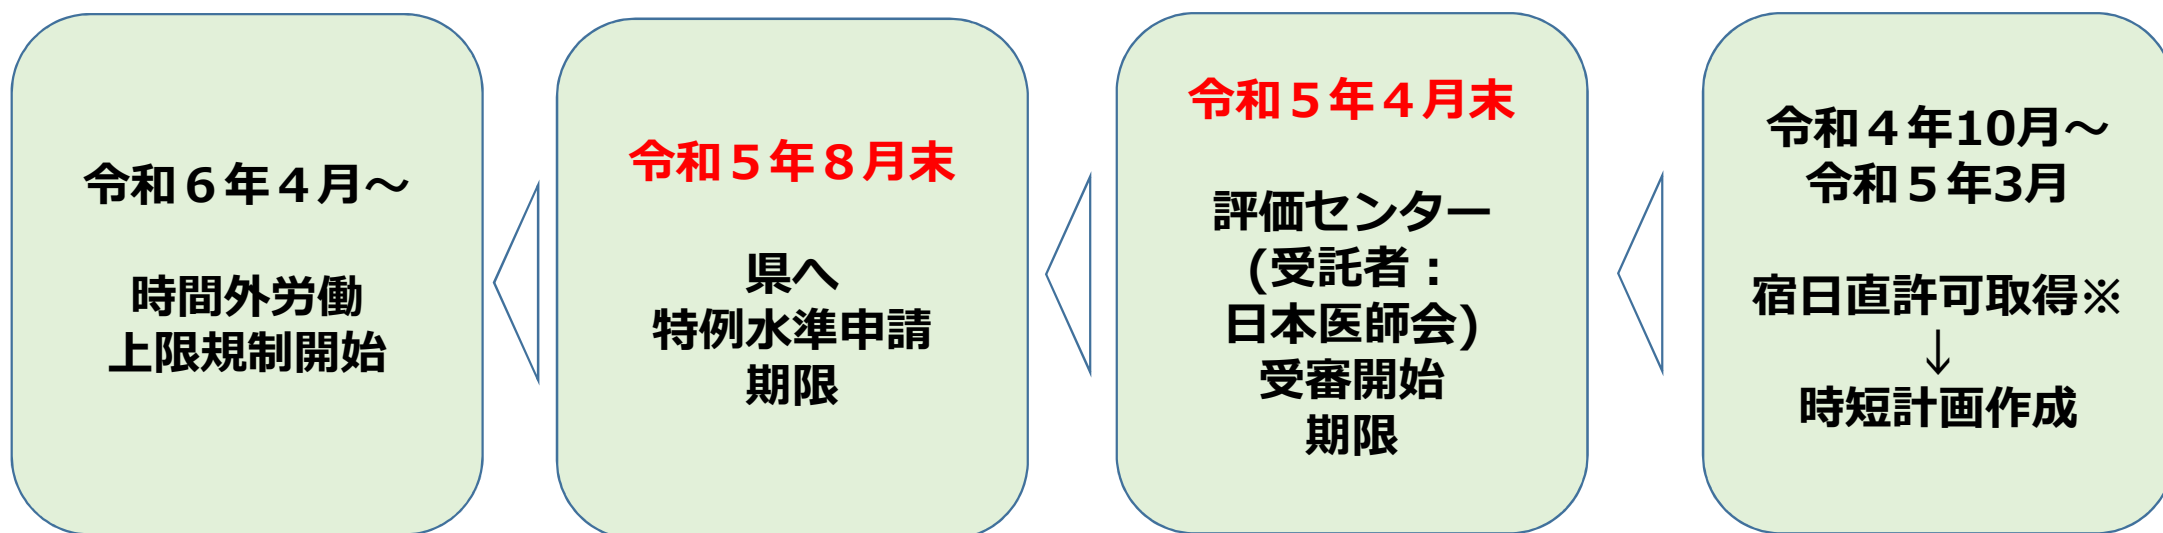 令和６年４月～
時間外労働
上限規制開始
令和５年８月末
県へ
特例水準申請
期限
令和５年４月末
評価センター
(受託者：
日本医師会)
受審開始
期限
令和４年10月～
令和５年3月
宿日直許可取得※
↓
時短計画作成